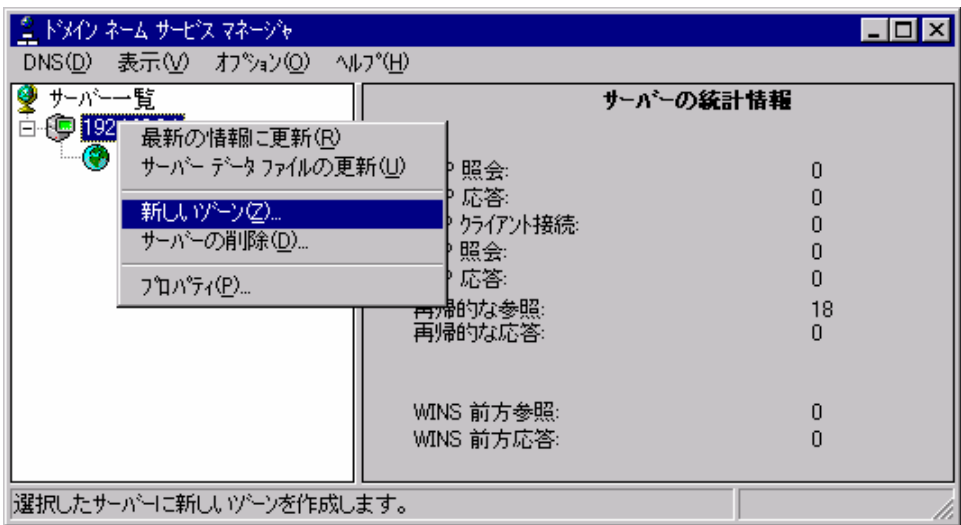 ドメイン ネーム サービス マネージャ
DNS(D) 表示(V) オプション(O) ヘルプ(H)
サーバー一覧
192
最新の情報に更新(R)
サーバー データ ファイルの更新(U)
新しいゾーン(Z)...
サーバーの削除(D)...
プロパティ(P)...
サーバーの統計情報
照会: 0
応答: 0
クライアント接続: 0
照会: 0
応答: 0
再帰的な参照: 18
再帰的な応答: 0
WINS 前方参照: 0
WINS 前方応答: 0
選択したサーバーに新しいゾーンを作成します。